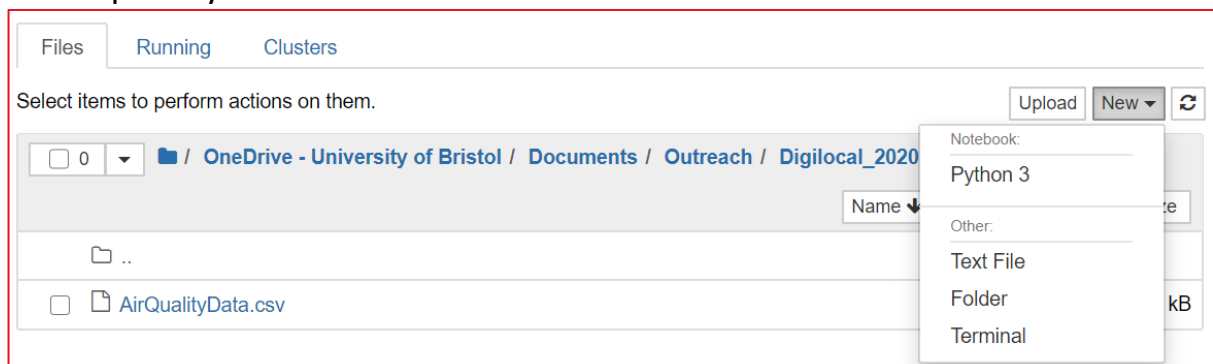 Files Running Clusters
Select items to perform actions on them. Upload New
Notebook:
0 / OneDrive - University of Bristol / Documents / Outreach / Digilocal_2020
Python 3
Name
Other:
..
Text File
AirQualityData.csv Folder kB
Terminal